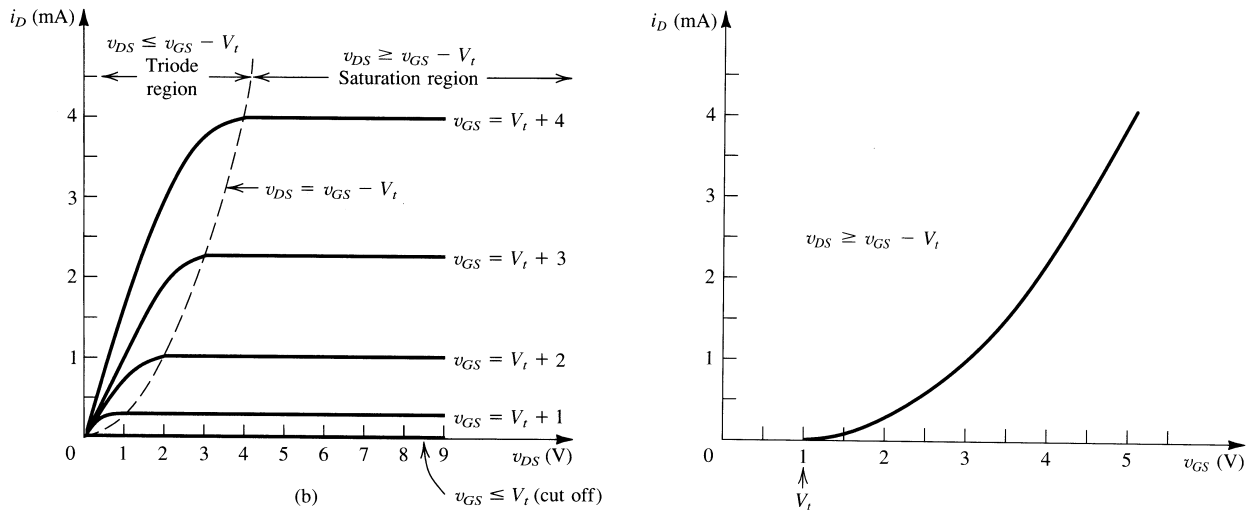 i_D (mA)
v_DS ≤ v_GS − V_t
Triode
region
v_DS ≥ v_GS − V_t
Saturation region
4
3
2
1
0
v_GS = V_t + 4
v_DS = v_GS − V_t
v_GS = V_t + 3
v_GS = V_t + 2
v_GS = V_t + 1
1 2 3 4 5 6 7 8 9
v_DS (V)
v_GS ≤ V_t (cut off)
(b)
i_D (mA)
4
3
2
1
0
v_DS ≥ v_GS − V_t
1 2 3 4 5
v_GS (V)
V_t